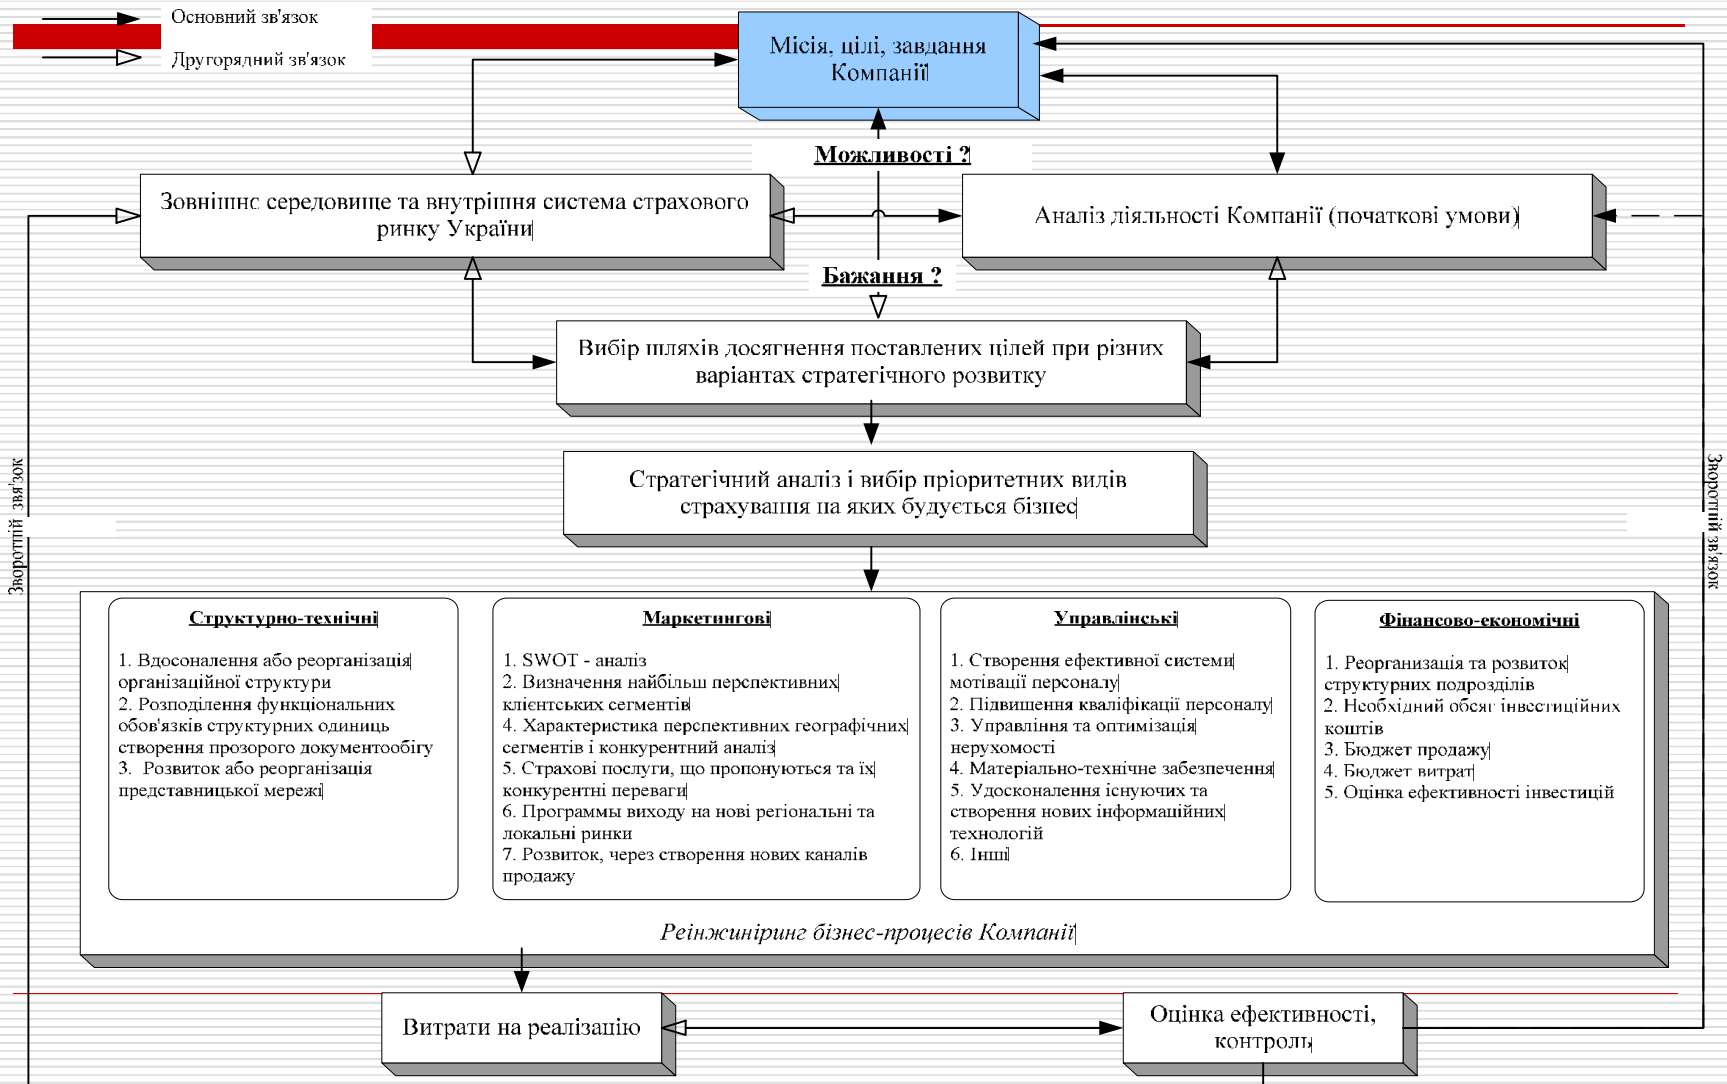 Основний зв'язок
Другорядний зв'язок
Місія, цілі, завдання
Компанії
Можливості ?
Зовнішнє середовище та внутрішня система страхового
ринку України
Аналіз діяльності Компанії (початкові умови)
Бажання ?
Вибір шляхів досягнення поставлених цілей при різних
варіантах стратегічного розвитку
Стратегічний аналіз і вибір пріоритетних видів
страхування на яких будується бізнес
Зворотній звя'зок
Зворотній зв'язок
Структурно-технічні
1. Вдосоналення або реорганізація
організаційної структури
2. Розподілення функціональних
обов'язків структурних одиниць
створення прозорого документообігу
3. Розвиток або реорганізація
представницької мережі
Маркетингові
1. SWOT - аналіз
2. Визначення найбільш перспективних
клієнтських сегментів
4. Характеристика перспективних географічних
сегментів і конкурентний аналіз
5. Страхові послуги, що пропонуються та їх
конкурентні переваги
6. Программы виходу на нові регіональні та
локальні ринки
7. Розвиток, через створення нових каналів
продажу
Управлінські
1. Створення ефективної системи
мотівації персоналу
2. Підвищення кваліфікації персоналу
3. Управління та оптимізація
нерухомості
4. Матеріально-технічне забезпечення
5. Удосконалення існуючих та
створення нових інформаційних
технологій
6. Інші
Фінансово-економічні
1. Реорганизація та розвиток
структурних подрозділів
2. Необхідний обсяг інвестиційних
коштів
3. Бюджет продажу
4. Бюджет витрат
5. Оцінка ефективності інвестицій
Реінжиніринг бізнес-процесів Компанії
Витрати на реалізацію
Оцінка ефективності,
контроль